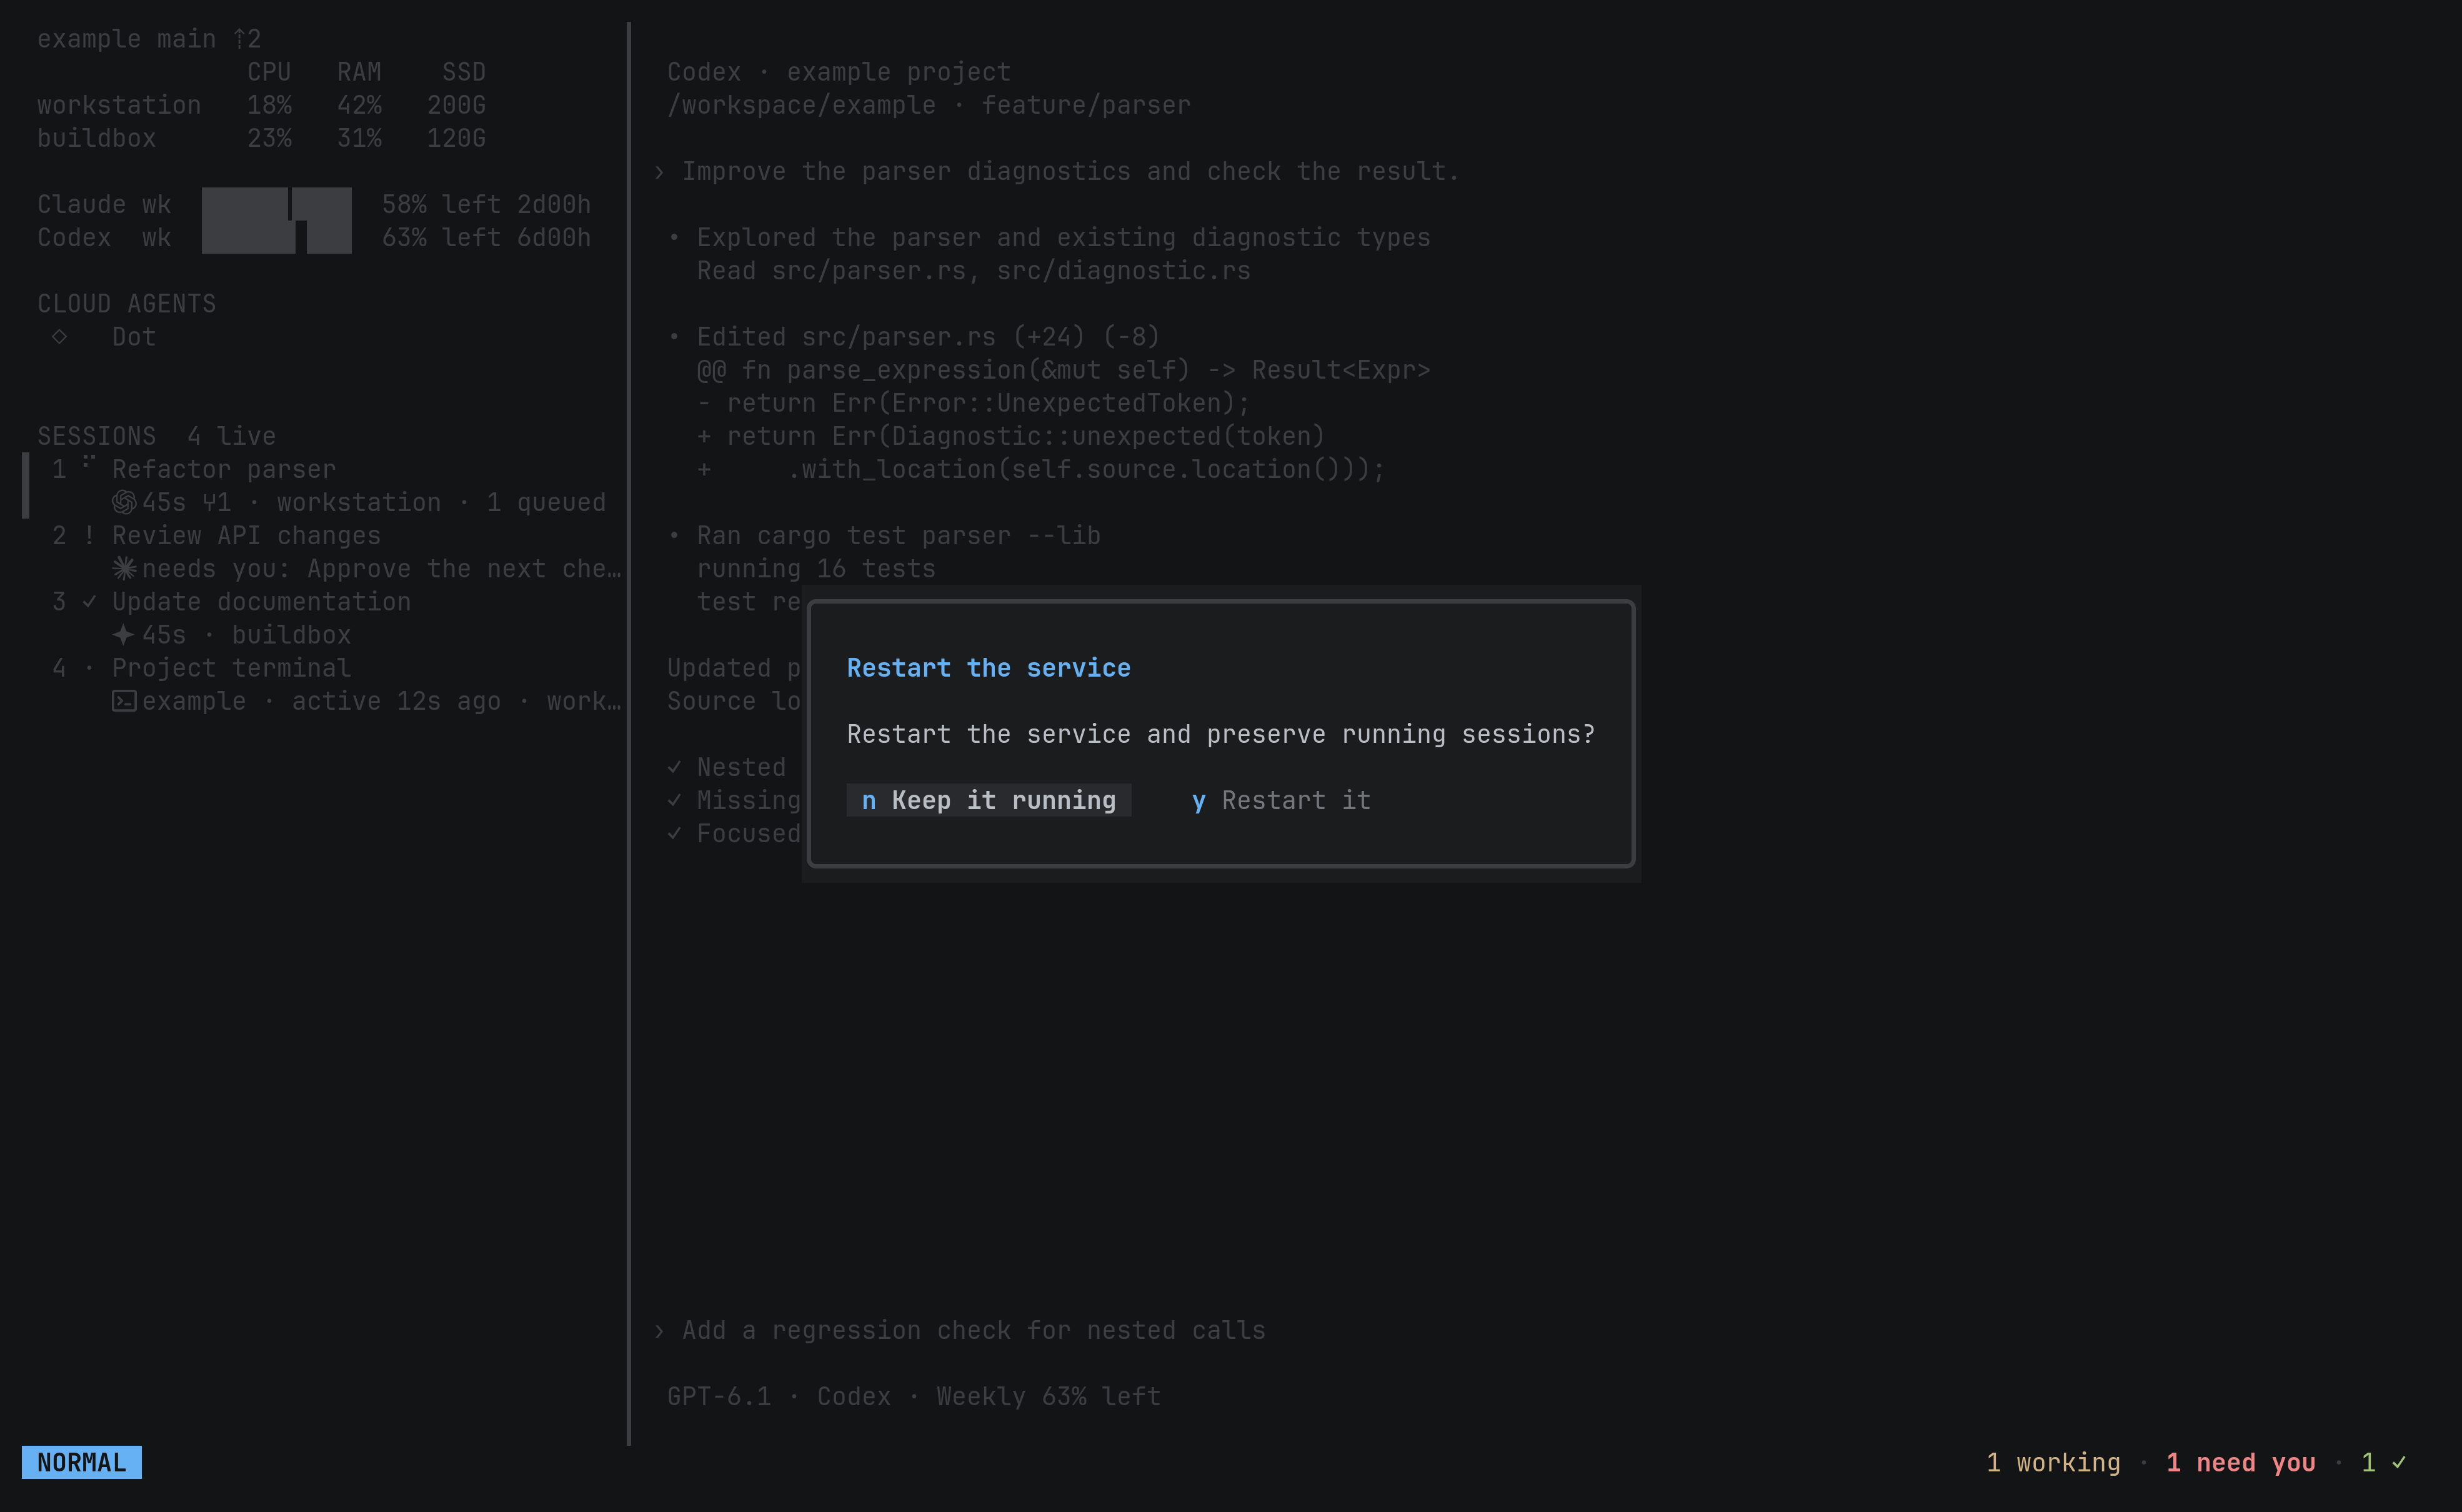 example main ⇡2
CPU RAM SSD
workstation 18% 42% 200G
buildbox 23% 31% 120G
Claude wk 58% left 2d00h
Codex wk 63% left 6d00h
CLOUD AGENTS
◇ Dot
SESSIONS 4 live
1 Refactor parser
45s ⑂1 · workstation · 1 queued
2 ! Review API changes
needs you: Approve the next che…
3 ✓ Update documentation
45s · buildbox
4 · Project terminal
example · active 12s ago · work…
Codex · example project
/workspace/example · feature/parser
› Improve the parser diagnostics and check the result.
• Explored the parser and existing diagnostic types
Read src/parser.rs, src/diagnostic.rs
• Edited src/parser.rs (+24) (-8)
@@ fn parse_expression(&mut self) -> Result<Expr>
- return Err(Error::UnexpectedToken);
+ return Err(Diagnostic::unexpected(token)
+ .with_location(self.source.location()));
• Ran cargo test parser --lib
running 16 tests
test re
Updated p
Source lo
✓ Nested
✓ Missing
✓ Focused
Restart the service
Restart the service and preserve running sessions?
n Keep it running y Restart it
› Add a regression check for nested calls
GPT-6.1 · Codex · Weekly 63% left
NORMAL
1 working · 1 need you · 1 ✓